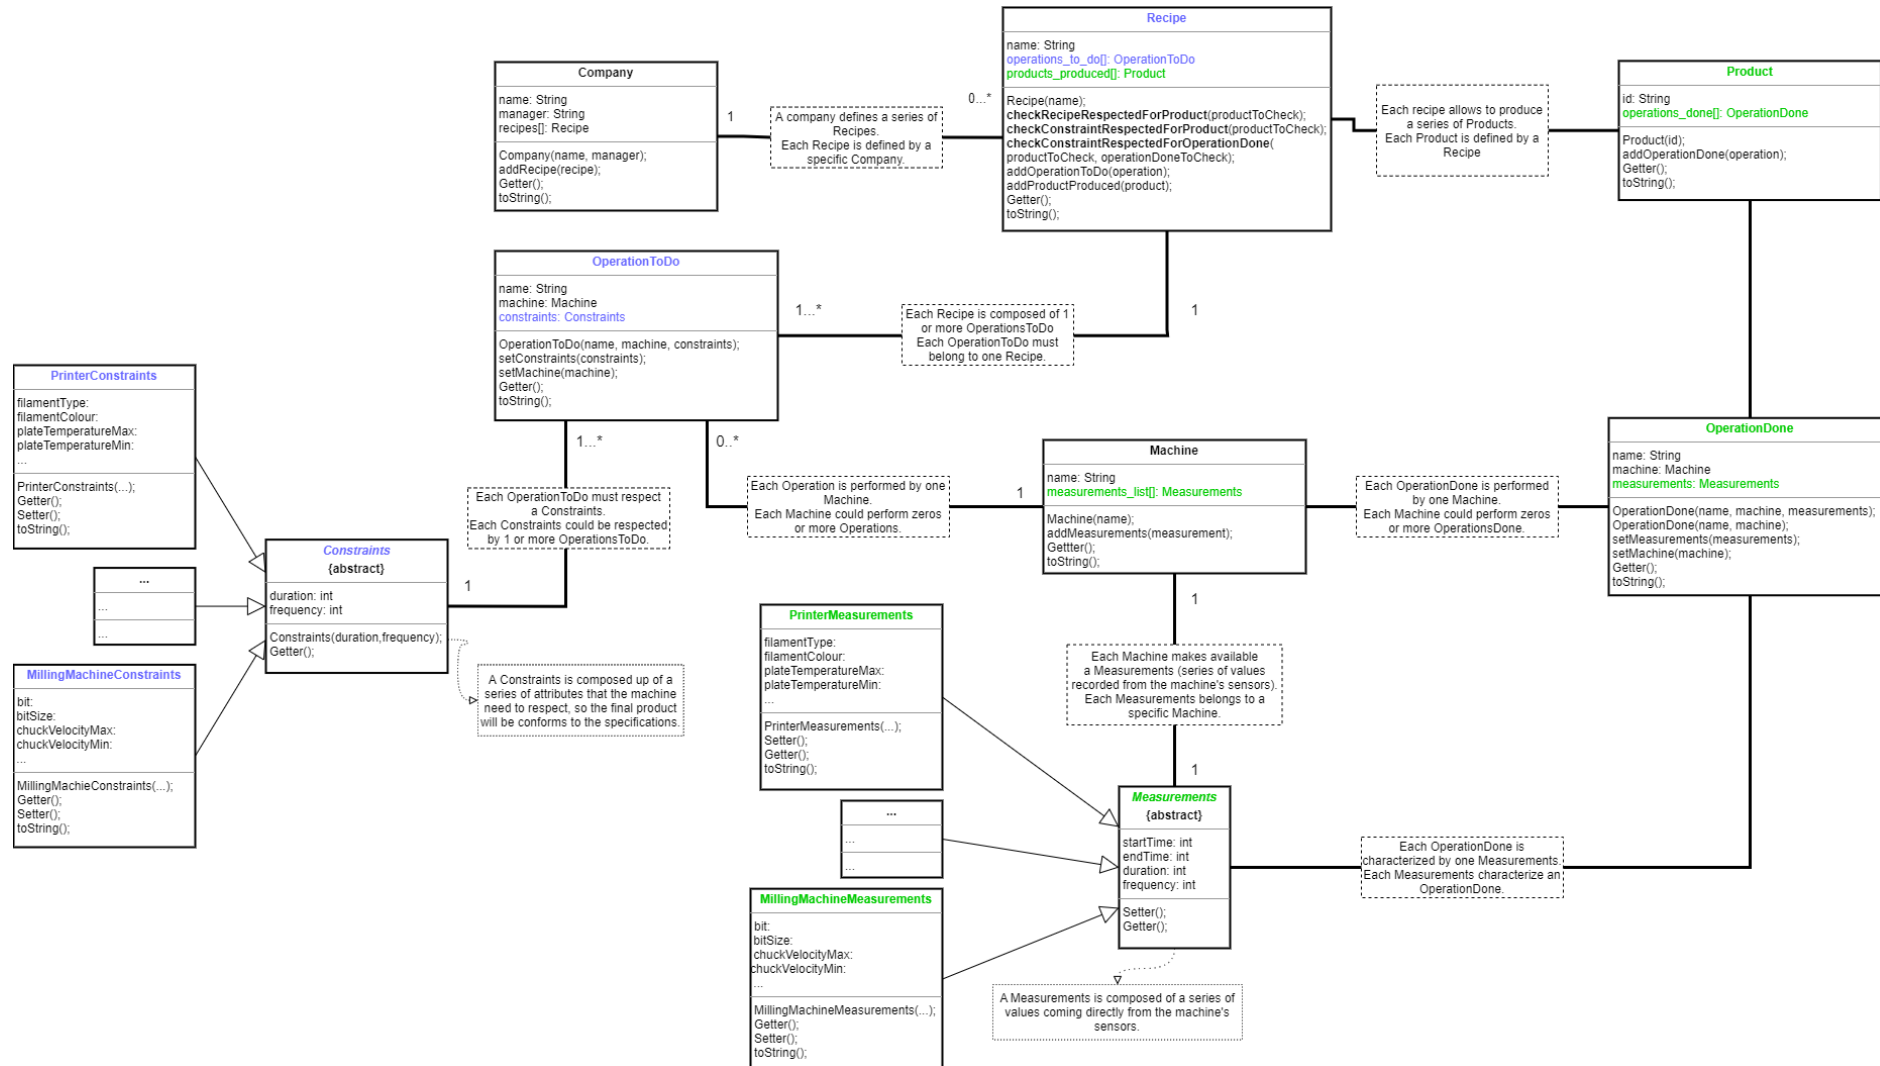 Recipe
name: String
operations_to_do[]: OperationToDo
products_produced[]: Product
Recipe(name);
checkRecipeRespectedForProduct(productToCheck);
checkConstraintRespectedForProduct(productToCheck);
checkConstraintRespectedForOperationDone(
productToCheck, operationDoneToCheck);
addOperationToDo(operation);
addProductProduced(product);
Getter();
toString();
Company
name: String
manager: String
recipes[]: Recipe
Company(name, manager);
addRecipe(recipe);
Getter();
toString();
1
A company defines a series of
Recipes.
Each Recipe is defined by a
specific Company.
0...*
Each recipe allows to produce
a series of Products.
Each Product is defined by a
Recipe
Product
id: String
operations_done[]: OperationDone
Product(id);
addOperationDone(operation);
Getter();
toString();
OperationToDo
name: String
machine: Machine
constraints: Constraints
OperationToDo(name, machine, constraints);
setConstraints(constraints);
setMachine(machine);
Getter();
toString();
1...*
Each Recipe is composed of 1
or more OperationsToDo
Each OperationToDo must
belong to one Recipe.
1
PrinterConstraints
filamentType:
filamentColour:
plateTemperatureMax:
plateTemperatureMin:
...
PrinterConstraints(...);
Getter();
Setter();
toString();
1...*
0..*
Each OperationToDo must respect
a Constraints.
Each Constraints could be respected
by 1 or more OperationsToDo.
1
Each Operation is performed by one
Machine.
Each Machine could perform zeros
or more Operations.
1
Machine
name: String
measurements_list[]: Measurements
Machine(name);
addMeasurements(measurement);
Gettter();
toString();
Each OperationDone is performed
by one Machine.
Each Machine could perform zeros
or more OperationsDone.
OperationDone
name: String
machine: Machine
measurements: Measurements
OperationDone(name, machine, measurements);
OperationDone(name, machine);
setMeasurements(measurements);
setMachine(machine);
Getter();
toString();
Constraints
{abstract}
duration: int
frequency: int
Constraints(duration,frequency);
Getter();
...
...
...
MillingMachineConstraints
bit:
bitSize:
chuckVelocityMax:
chuckVelocityMin:
...
MillingMachieConstraints(...);
Getter();
Setter();
toString();
A Constraints is composed up of a
series of attributes that the machine
need to respect, so the final product
will be conforms to the specifications.
PrinterMeasurements
filamentType:
filamentColour:
plateTemperatureMax:
plateTemperatureMin:
...
PrinterMeasurements(...);
Setter();
Getter();
toString();
1
Each Machine makes available
a Measurements (series of values
recorded from the machine's sensors).
Each Measurements belongs to a
specific Machine.
1
Measurements
{abstract}
startTime: int
endTime: int
duration: int
frequency: int
Setter();
Getter();
...
...
...
MillingMachineMeasurements
bit:
bitSize:
chuckVelocityMax:
chuckVelocityMin:
...
MillingMachineMeasurements(...);
Getter();
Setter();
toString();
Each OperationDone is
characterized by one Measurements.
Each Measurements characterize an
OperationDone.
A Measurements is composed of a series of
values coming directly from the machine's
sensors.